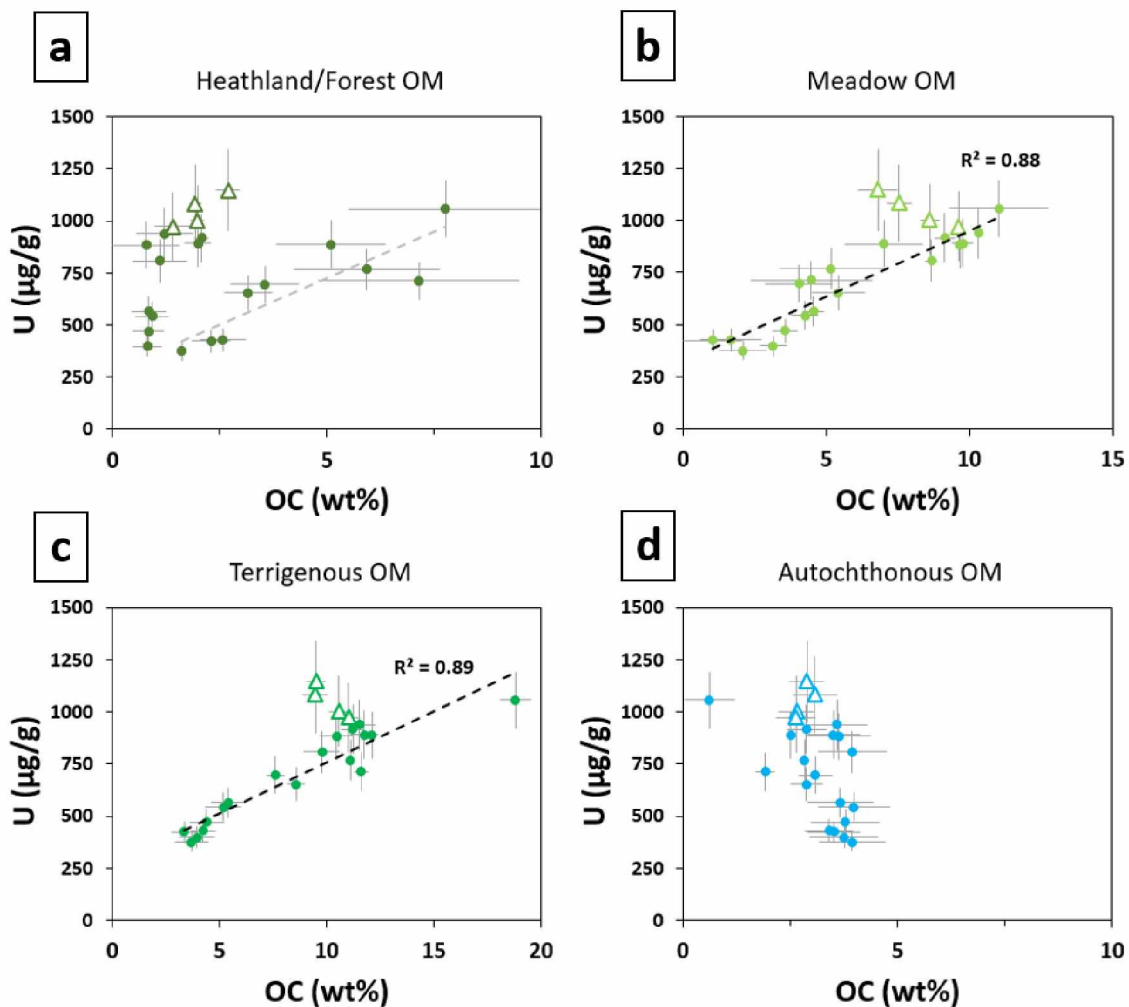 a
Heathland/Forest OM
1500
1250
1000
750
500
250
0
U (µg/g)
0 5 10
OC (wt%)
b
Meadow OM
1500
1250
1000
750
500
250
0
U (µg/g)
R² = 0.88
0 5 10 15
OC (wt%)
c
Terrigenous OM
1500
1250
1000
750
500
250
0
U (µg/g)
R² = 0.89
0 5 10 15 20
OC (wt%)
d
Autochthonous OM
1500
1250
1000
750
500
250
0
U (µg/g)
0 5 10
OC (wt%)